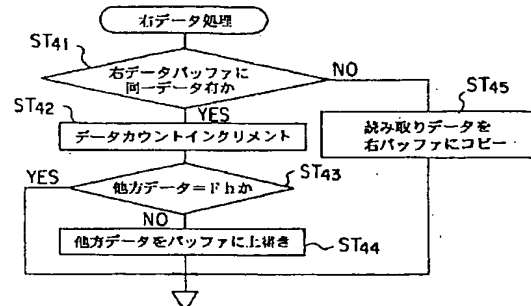 右データ処理
ST41
右データバッファに
同一データ有か
NO
ST45
ST42
YES
データカウントインクリメント
読み取りデータを
右バッファにコピー
YES
他方データ=Fhか
ST43
NO
他方データをバッファに上書き
ST44